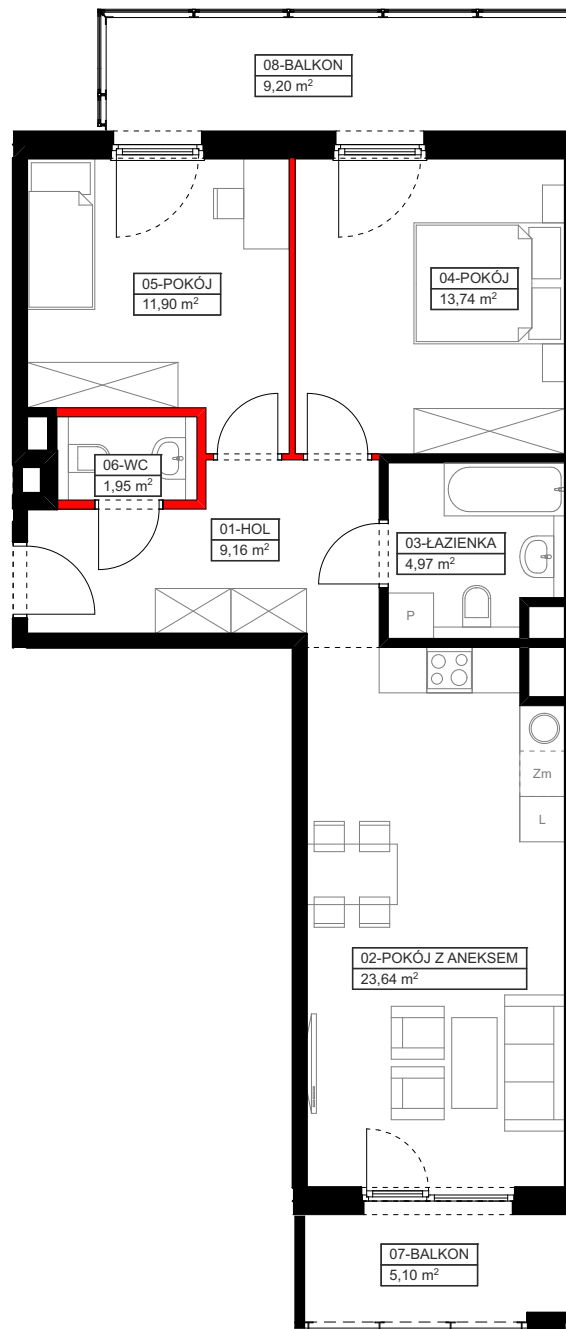 08-BALKON
9,20 m²
05-POKÓJ
11,90 m²
04-POKÓJ
13,74 m²
06-WC
1,95 m²
01-HOL
9,16 m²
03-ŁAZIENKA
4,97 m²
P
Zm
L
02-POKÓJ Z ANEKSEM
23,64 m²
07-BALKON
5,10 m²